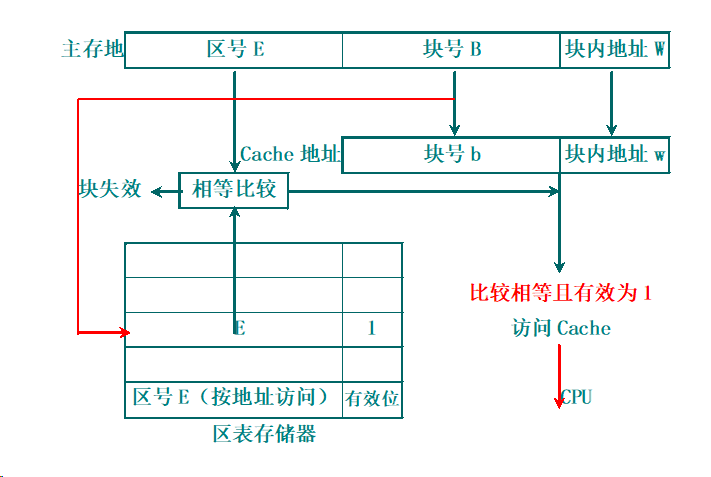 主存地 区号 E 块号 B 块内地址 W
Cache 地址 块号 b 块内地址 w
块失效 相等比较
比较相等且有效为 1
E 1 访问 Cache
区号 E（按地址访问） 有效位 CPU
区表存储器